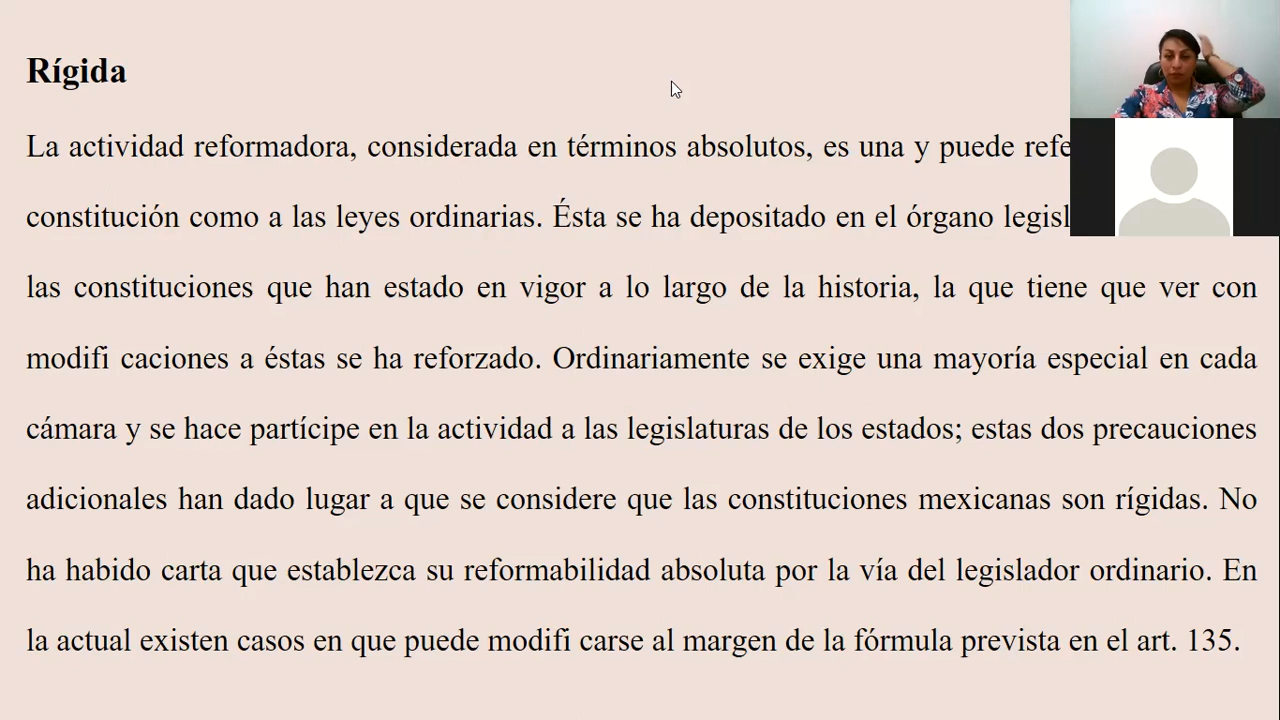 Rígida
La actividad reformadora, considerada en términos absolutos, es una y puede
constitución como a las leyes ordinarias. Ésta se ha depositado en el órgano
las constituciones que han estado en vigor a lo largo de la historia, la que tiene que ver con
modifi caciones a éstas se ha reforzado. Ordinariamente se exige una mayoría especial en cada
cámara y se hace partícipe en la actividad a las legislaturas de los estados; estas dos precauciones
adicionales han dado lugar a que se considere que las constituciones mexicanas son rígidas. No
ha habido carta que establezca su reformabilidad absoluta por la vía del legislador ordinario. En
la actual existen casos en que puede modifi carse al margen de la fórmula prevista en el art. 135.